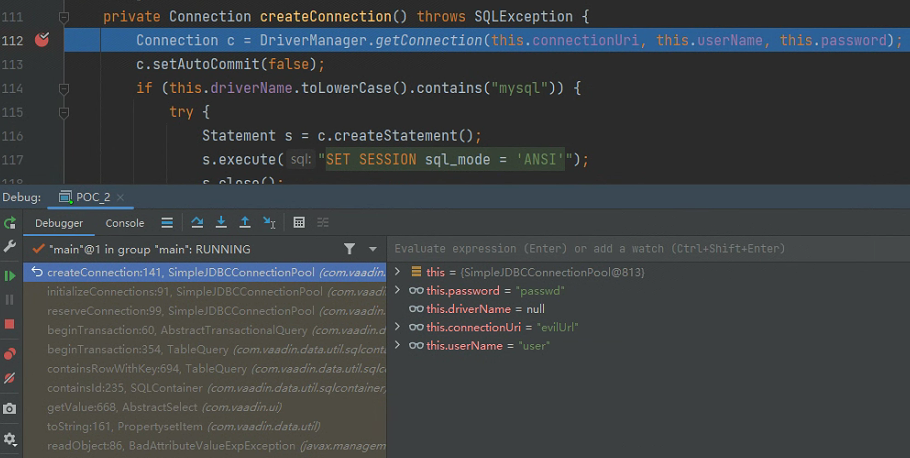 111 private Connection createConnection() throws SQLException {
112 Connection c = DriverManager.getConnection(this.connectionUri, this.userName, this.password);
113 c.setAutoCommit(false);
114 if (this.driverName.toLowerCase().contains("mysql")) {
115 try {
116 Statement s = c.createStatement();
117 s.execute( sql: "SET SESSION sql_mode = 'ANSI'");
118 s.close();
Debug: POC_2
Debugger Console
"main"@1 in group "main": RUNNING
Evaluate expression (Enter) or add a watch (Ctrl+Shift+Enter)
createConnection:141, SimpleJDBCConnectionPool (com.vaadin.d
initializeConnections:91, SimpleJDBCConnectionPool (com.vaa
reserveConnection:99, SimpleJDBCConnectionPool (com.vaadin.
beginTransaction:60, AbstractTransactionalQuery (com.vaadin.d
beginTransaction:354, TableQuery (com.vaadin.data.util.sqlconta
containsRowWithKey:694, TableQuery (com.vaadin.data.util.sqlc
containsId:235, SQLContainer (com.vaadin.data.util.sqlcontainer)
getValue:668, AbstractSelect (com.vaadin.ui)
toString:161, PropertysetItem (com.vaadin.data.util)
readObject:86, BadAttributeValueExpException (javax.managem
this = {SimpleJDBCConnectionPool@813}
this.password = "passwd"
this.driverName = null
this.connectionUri = "evilUrl"
this.userName = "user"